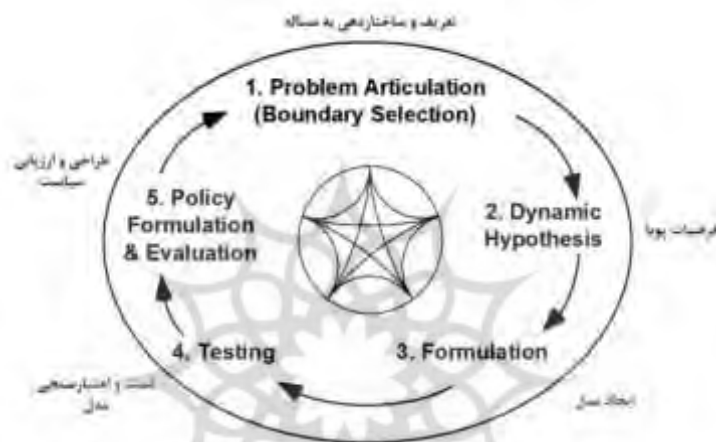 تعریف و ساختاردهی به مساله
1. Problem Articulation
(Boundary Selection)
طراحی و ارزیابی
سیاست
5. Policy
Formulation
& Evaluation
2. Dynamic
Hypothesis
فرضیات پویا
4. Testing
3. Formulation
تست و اعتبارسنجی
مدل
ایجاد مدل